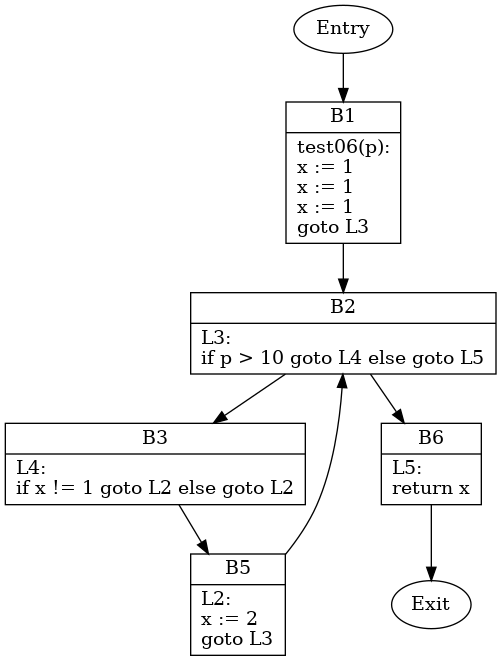 Entry
B1
test06(p):
x := 1
x := 1
x := 1
goto L3
B2
L3:
if p > 10 goto L4 else goto L5
B3
L4:
if x != 1 goto L2 else goto L2
B6
L5:
return x
B5
L2:
x := 2
goto L3
Exit